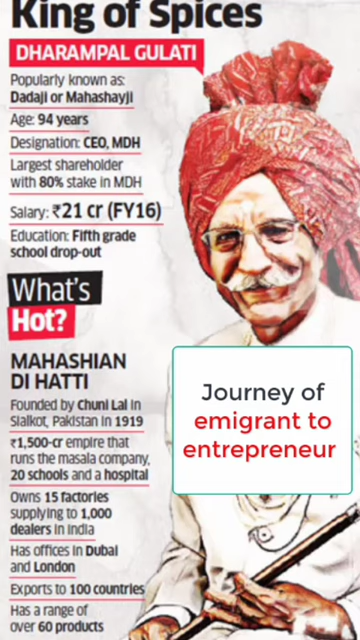 King of Spices
DHARAMPAL GULATI
Popularly known as:
Dadaji or Mahashayji
Age: 94 years
Designation: CEO, MDH
Largest shareholder
with 80% stake in MDH
Salary: ₹21 cr (FY16)
Education: Fifth grade
school drop-out
What's
Hot?
MAHASHIAN
DI HATTI
Founded by Chuni Lal in
Sialkot, Pakistan in 1919
₹1,500-cr empire that
runs the masala company,
20 schools and a hospital
Owns 15 factories
supplying to 1,000
dealers in India
Has offices in Dubai
and London
Exports to 100 countries
Has a range of
over 60 products
Journey of
emigrant to
entrepreneur